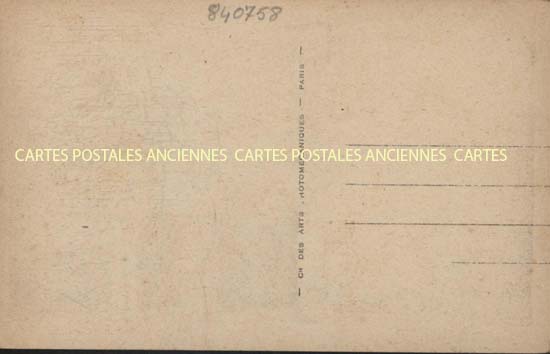 840758
CARTES POSTALES ANCIENNES CARTES POSTALES ANCIENNES CARTES
— Cie DES ARTS PHOTOMÉCANIQUES — PARIS —